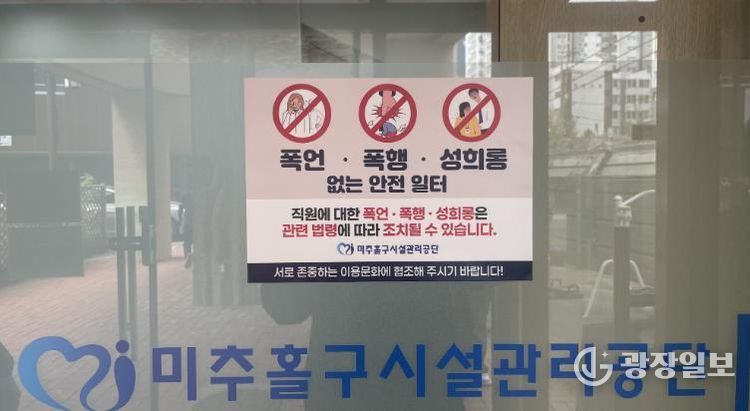 폭언 · 폭행 · 성희롱
없는 안전 일터
직원에 대한 폭언 · 폭행 · 성희롱은
관련 법령에 따라 조치될 수 있습니다.
미추홀구시설관리공단
서로 존중하는 이용문화에 협조해 주시기 바랍니다!
미추홀구시설관리공단
광장일보